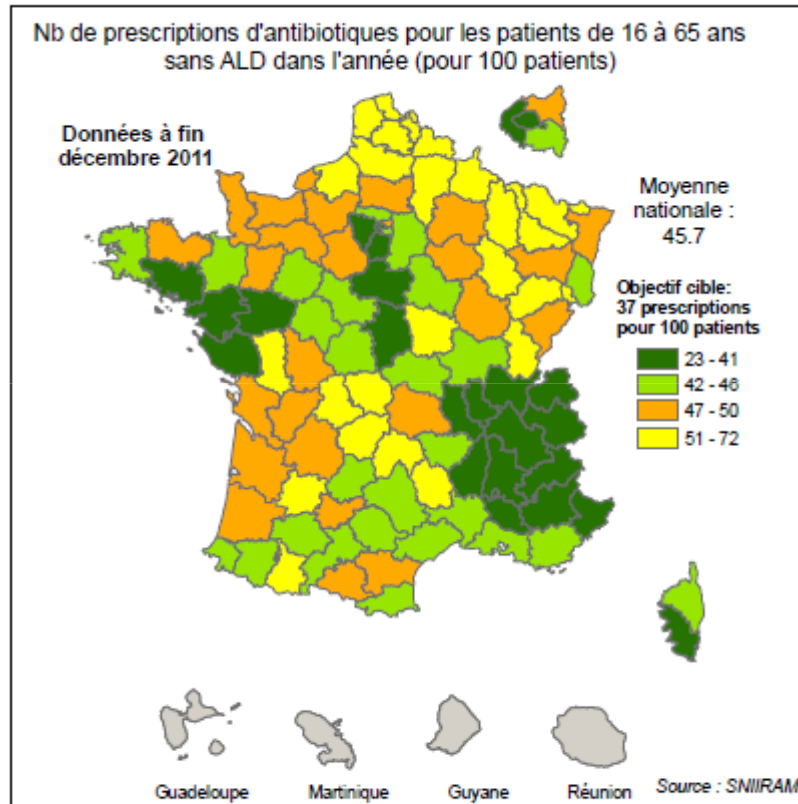 Nb de prescriptions d'antibiotiques pour les patients de 16 à 65 ans
sans ALD dans l'année (pour 100 patients)
Données à fin
décembre 2011
Moyenne
nationale :
45.7
Objectif cible:
37 prescriptions
pour 100 patients
23 - 41
42 - 46
47 - 50
51 - 72
Guadeloupe
Martinique
Guyane
Réunion
Source : SNIIRAM